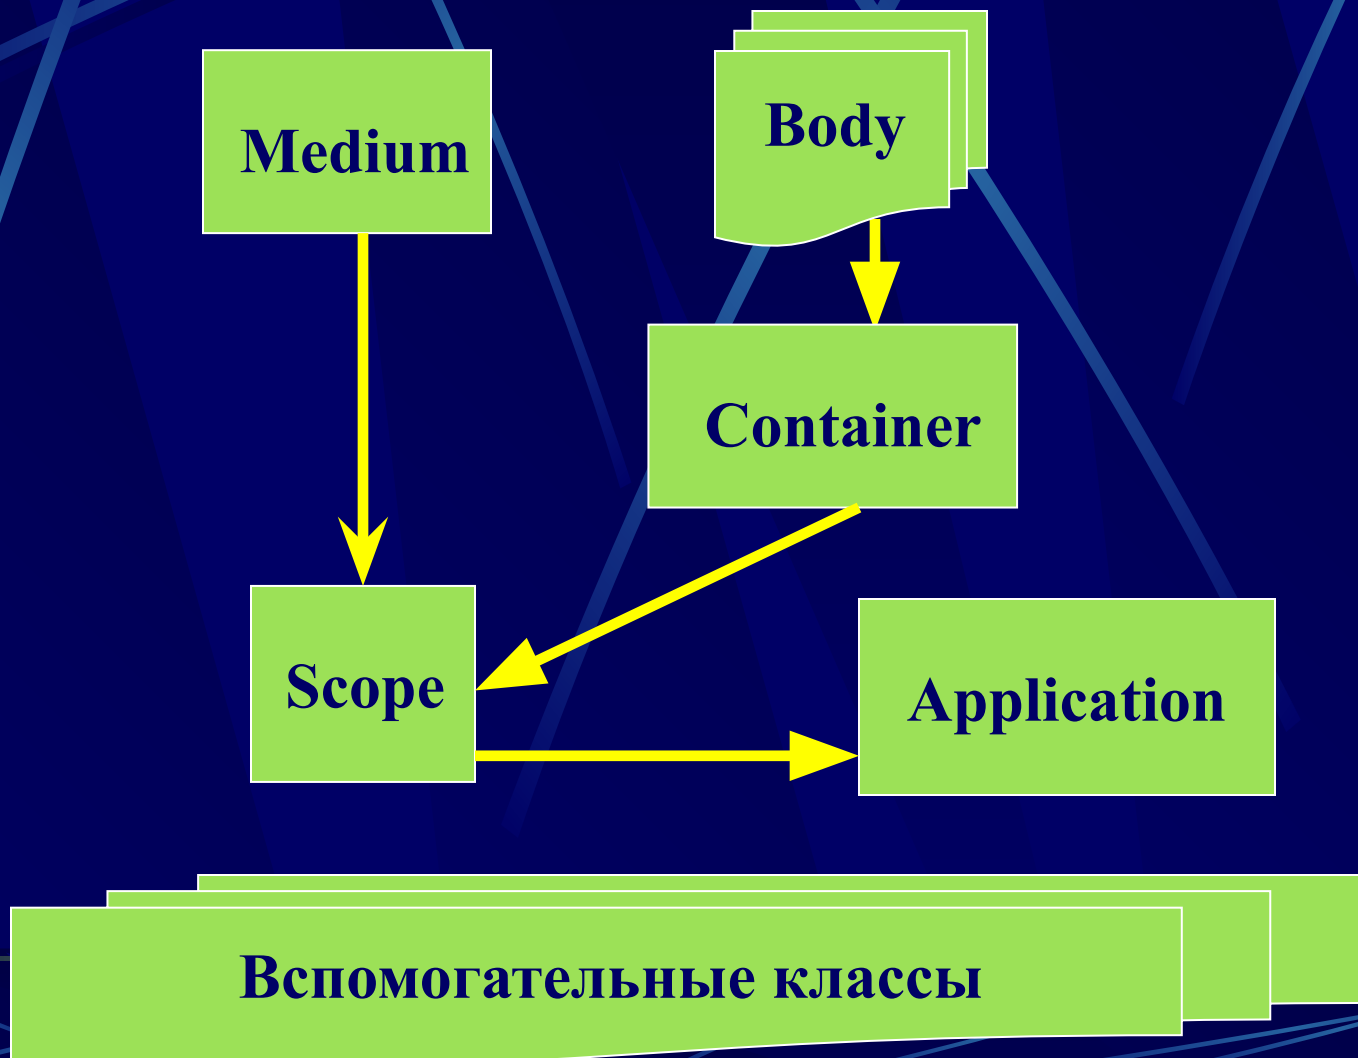 Medium
Body
Container
Scope
Application
Вспомогательные классы